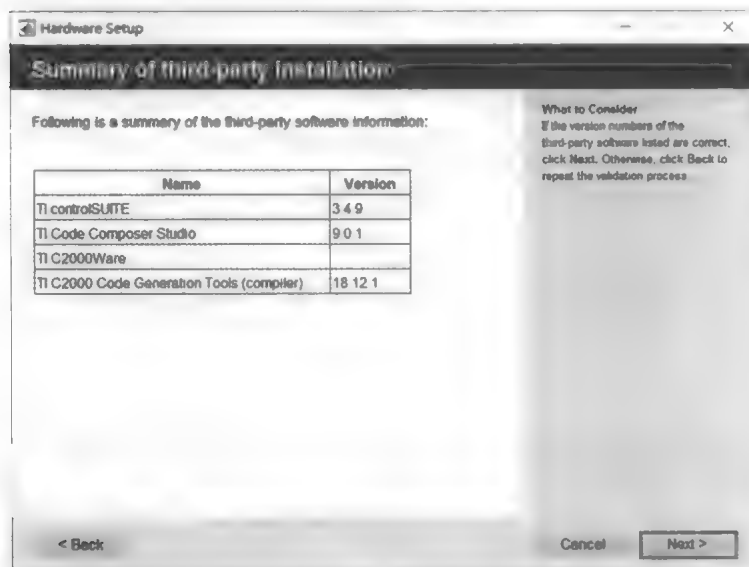 Hardware Setup
Summary of third-party installation
Following is a summary of the third-party software information:
Name Version
TI controlSUITE 3 4 9
TI Code Composer Studio 9 0 1
TI C2000Ware
TI C2000 Code Generation Tools (compiler) 18 12 1
What to Consider
If the version numbers of the
third-party software listed are correct,
click Next. Otherwise, click Back to
repeat the validation process
< Back
Cancel
Next >